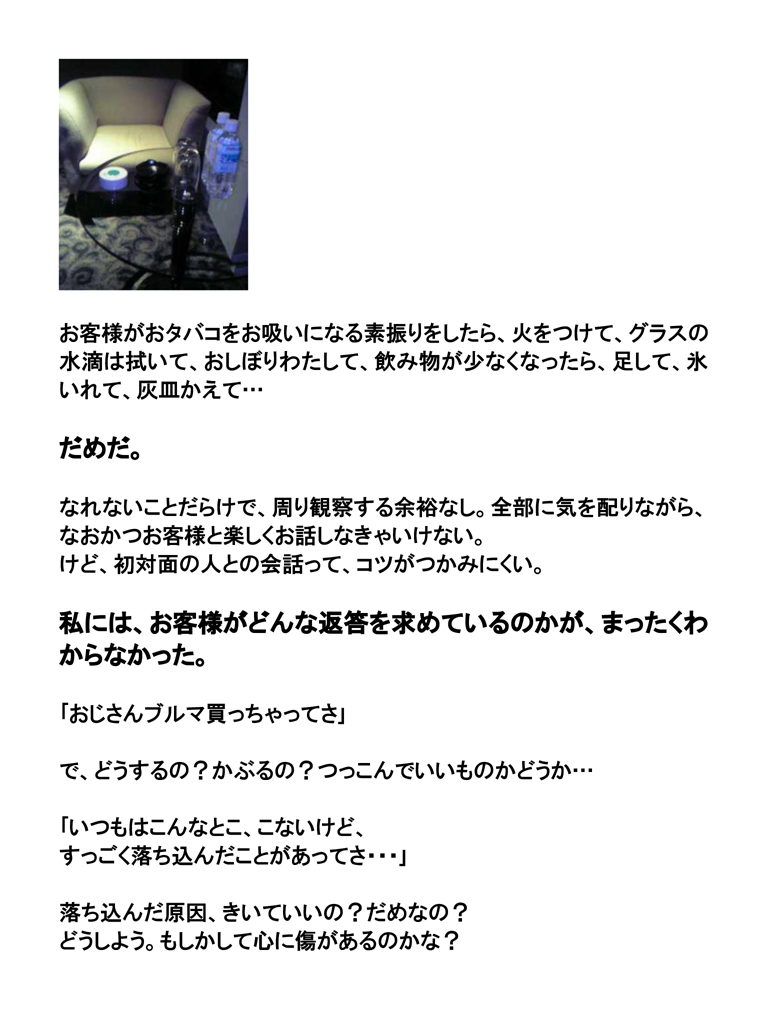 お客様がおタバコをお吸いになる素振りをしたら、火をつけて、グラスの
水滴は拭いて、おしぼりわたして、飲み物が少なくなったら、足して、氷
いれて、灰皿かえて…
だめだ。
なれないことだらけで、周り観察する余裕なし。全部に気を配りながら、
なおかつお客様と楽しくお話しなきゃいけない。
けど、初対面の人との会話って、コツがつかみにくい。
私には、お客様がどんな返答を求めているのかが、まったくわ
からなかった。
「おじさんブルマ買っちゃってさ」
で、どうするの？かぶるの？つっこんでいいものかどうか…
「いつもはこんなとこ、こないけど、
すっごく落ち込んだことがあってさ・・・」
落ち込んだ原因、きいていいの？だめなの？
どうしよう。もしかして心に傷があるのかな？